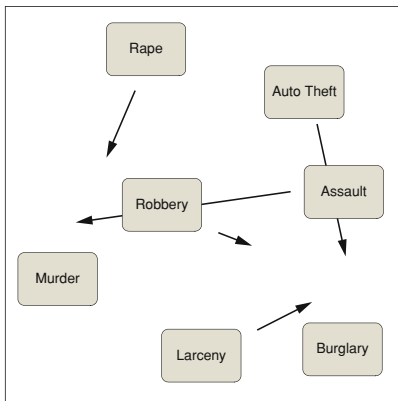 Rape
Auto Theft
Assault
Robbery
Murder
Larceny
Burglary